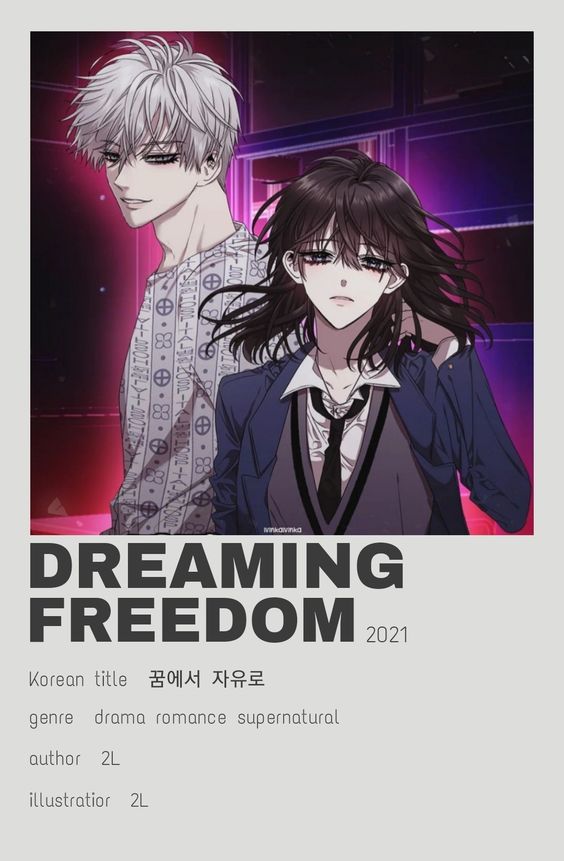 ivinkaivinka
DREAMING
FREEDOM 2021
Korean title 꿈에서 자유로
genre drama romance supernatural
author 2L
illustratior 2L